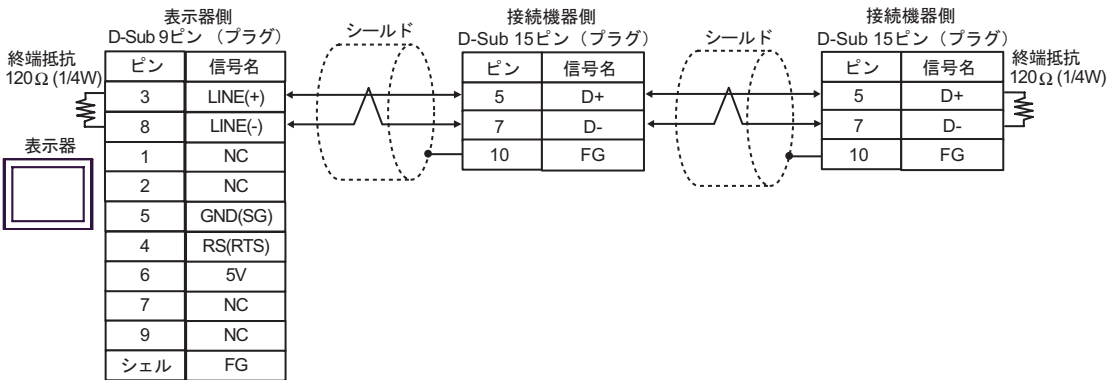 表示器側
D-Sub 9ピン （プラグ）
終端抵抗
120Ω (1/4W)
ピン 信号名
3 LINE(+)
8 LINE(-)
1 NC
2 NC
5 GND(SG)
4 RS(RTS)
6 5V
7 NC
9 NC
シェル FG
表示器
シールド
接続機器側
D-Sub 15ピン（プラグ）
ピン 信号名
5 D+
7 D-
10 FG
シールド
接続機器側
D-Sub 15ピン（プラグ）
ピン 信号名
5 D+
7 D-
10 FG
終端抵抗
120Ω (1/4W)